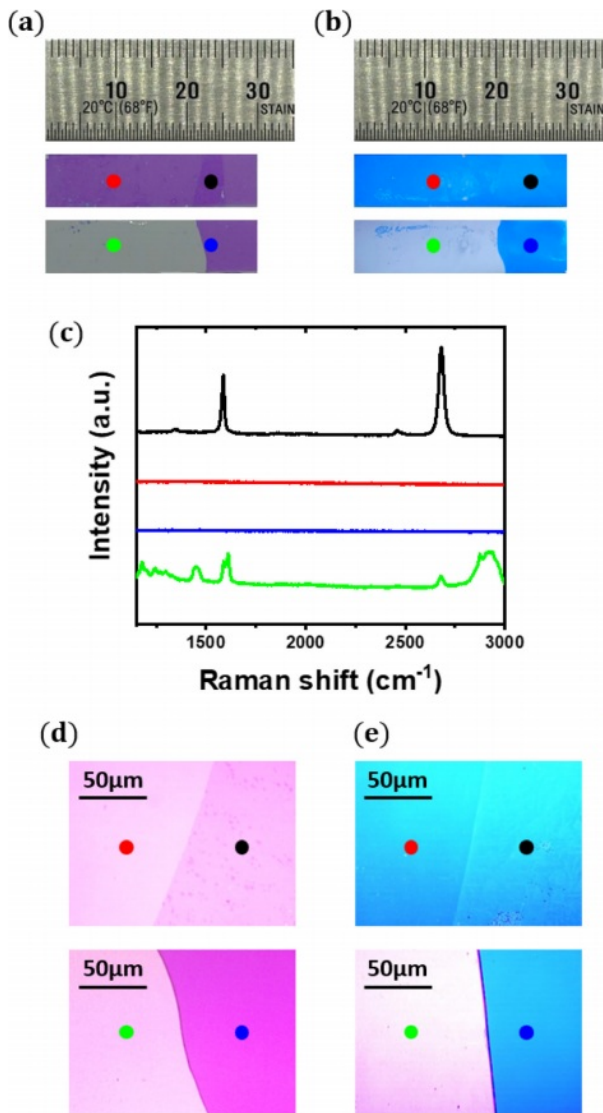 (a)
(b)
10 20 30
20°C (68°F) STAIN
10 20 30
20°C (68°F) STAIN
(c)
Intensity (a.u.)
1500 2000 2500 3000
Raman shift (cm⁻¹)
(d)
(e)
50µm
50µm
50µm
50µm